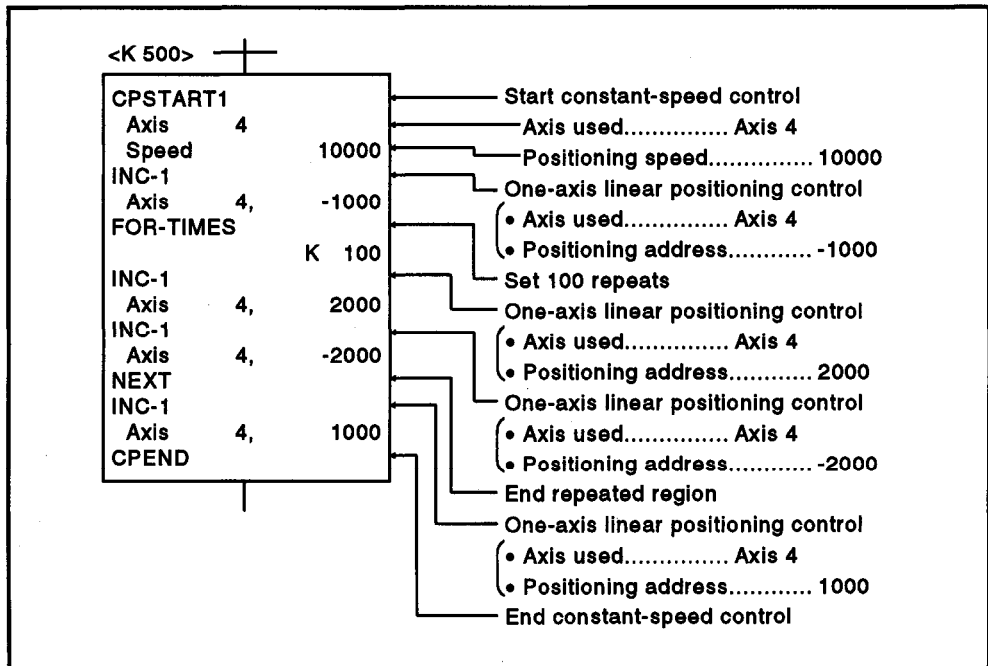 <K 500>
CPSTART1
Axis 4
Speed 10000
INC-1
Axis 4, -1000
FOR-TIMES
K 100
INC-1
Axis 4, 2000
INC-1
Axis 4, -2000
NEXT
INC-1
Axis 4, 1000
CPEND
Start constant-speed control
Axis used............... Axis 4
Positioning speed............... 10000
One-axis linear positioning control
• Axis used............... Axis 4
• Positioning address............ -1000
Set 100 repeats
One-axis linear positioning control
• Axis used............... Axis 4
• Positioning address............ 2000
One-axis linear positioning control
• Axis used............... Axis 4
• Positioning address............ -2000
End repeated region
One-axis linear positioning control
• Axis used............... Axis 4
• Positioning address............ 1000
End constant-speed control